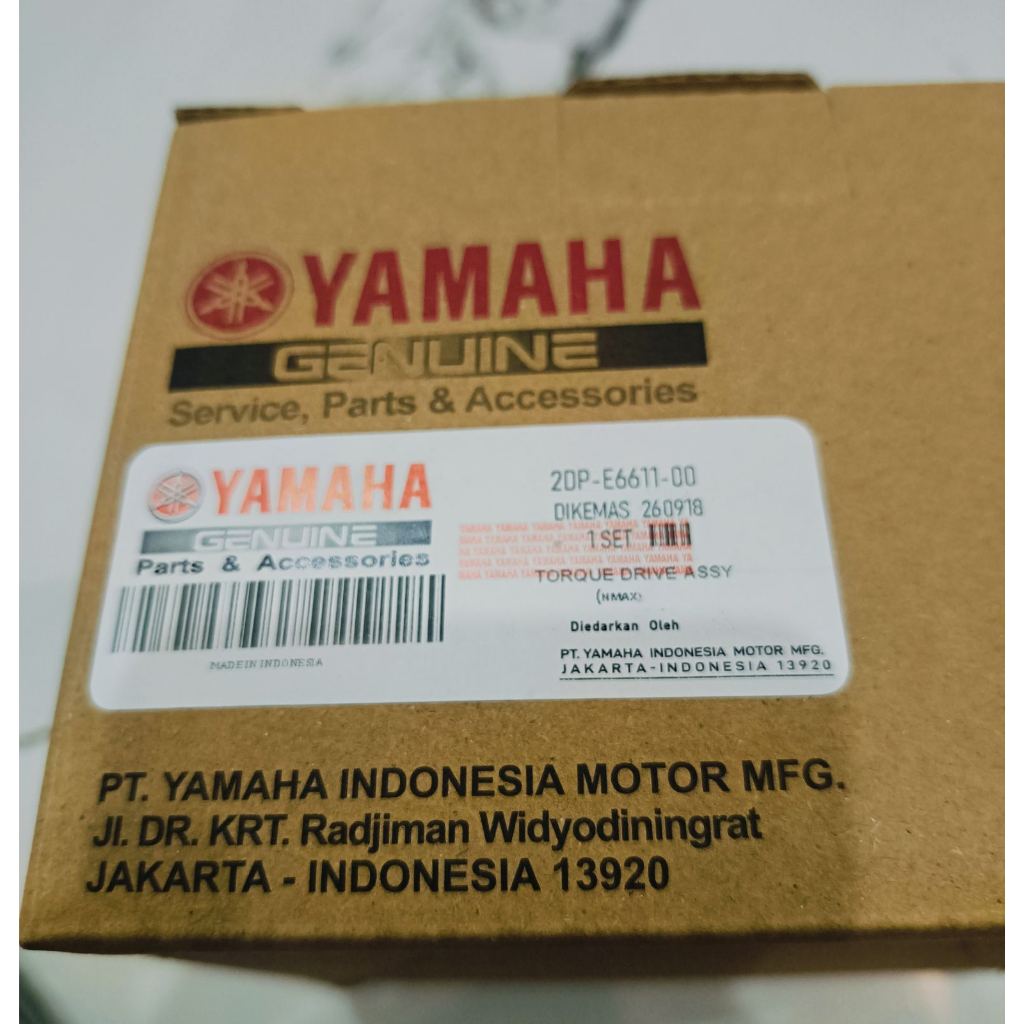 YAMAHA
GENUINE
Service, Parts & Accessories
YAMAHA
GENUINE
Parts & Accessories
MADE IN INDONESIA
2DP-E6611-00
DIKEMAS 260918
1 SET
TORQUE DRIVE ASSY
(NMAX)
Diedarkan Oleh
PT. YAMAHA INDONESIA MOTOR MFG.
JAKARTA-INDONESIA 13920
PT. YAMAHA INDONESIA MOTOR MFG.
Jl. DR. KRT. Radjiman Widyodiningrat
JAKARTA - INDONESIA 13920